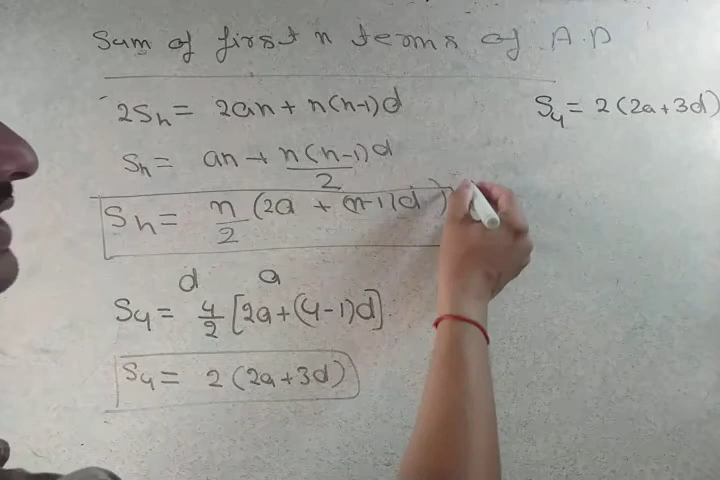 Sum of first n terms of A.P
2Sn = 2an + n(n-1)d
S4 = 2(2a+3d)
Sn = an + n(n-1)d/2
Sn = n/2 (2a + (n-1)d)
d a
S4 = 4/2 [2a+(4-1)d]
S4 = 2(2a+3d)